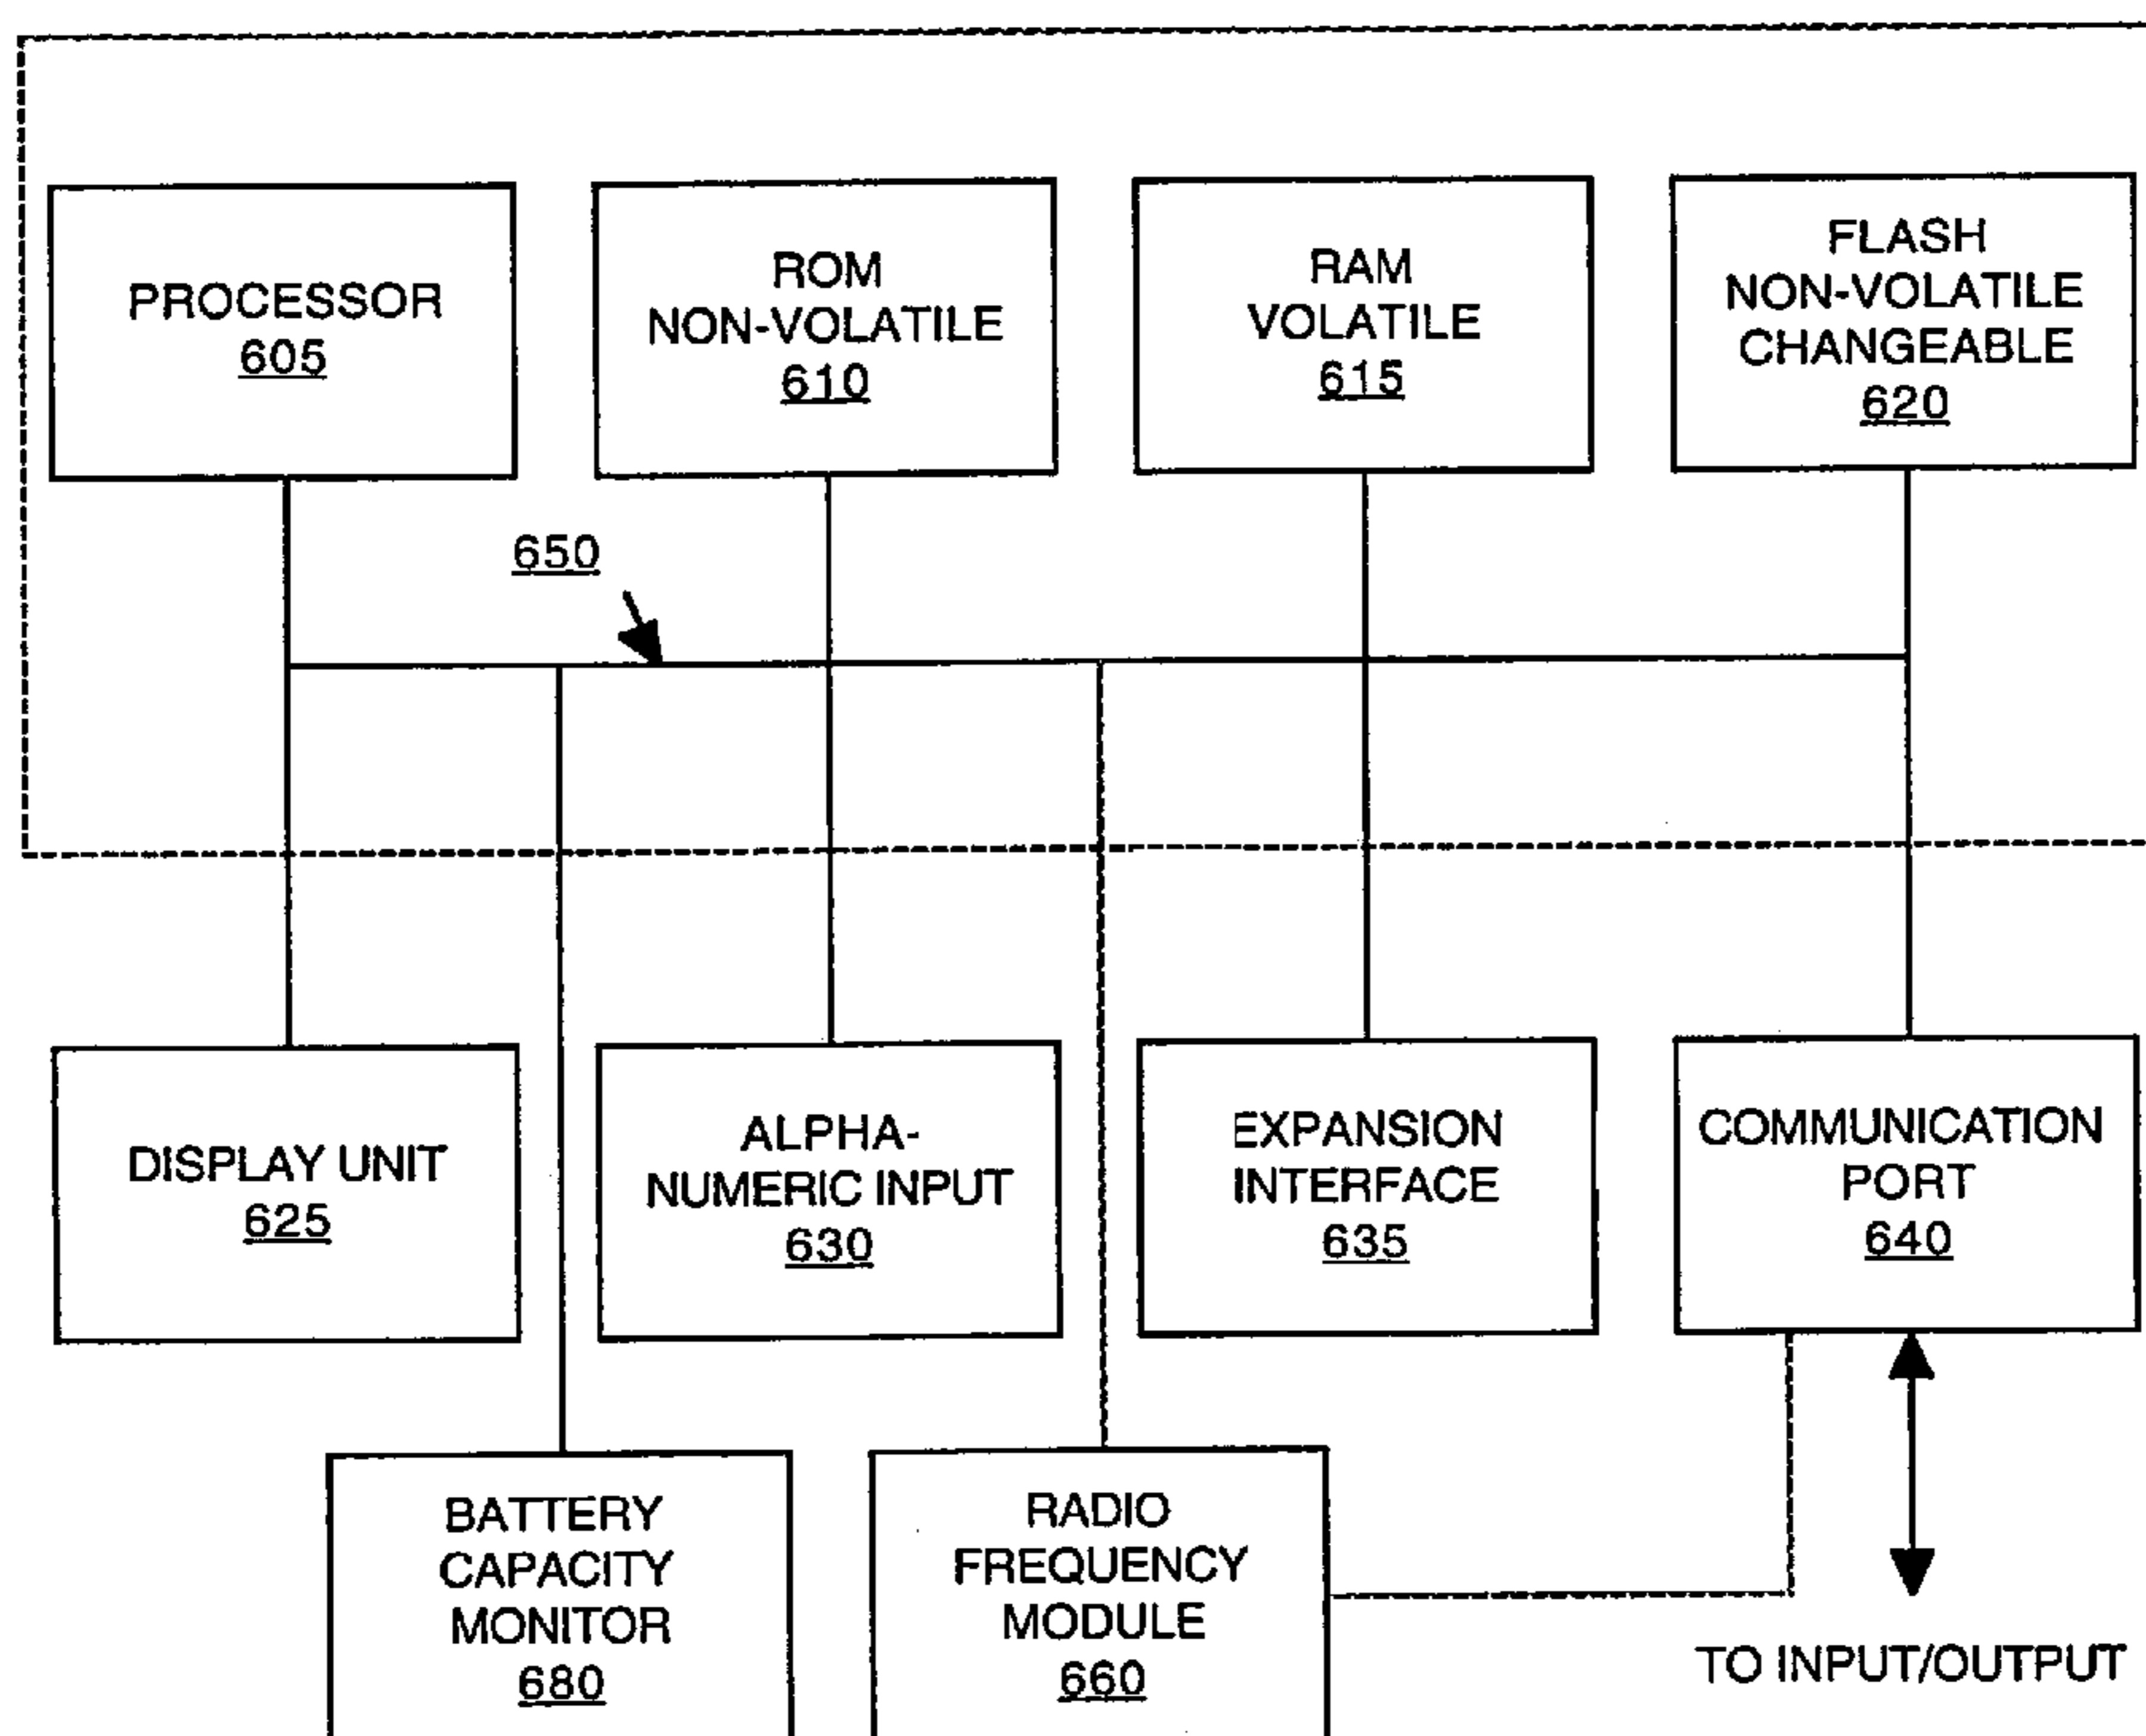 PROCESSOR
605
ROM
NON-VOLATILE
610
RAM
VOLATILE
615
FLASH
NON-VOLATILE
CHANGEABLE
620
650
DISPLAY UNIT
625
ALPHA-
NUMERIC INPUT
630
EXPANSION
INTERFACE
635
COMMUNICATION
PORT
640
BATTERY
CAPACITY
MONITOR
680
RADIO
FREQUENCY
MODULE
660
TO INPUT/OUTPUT